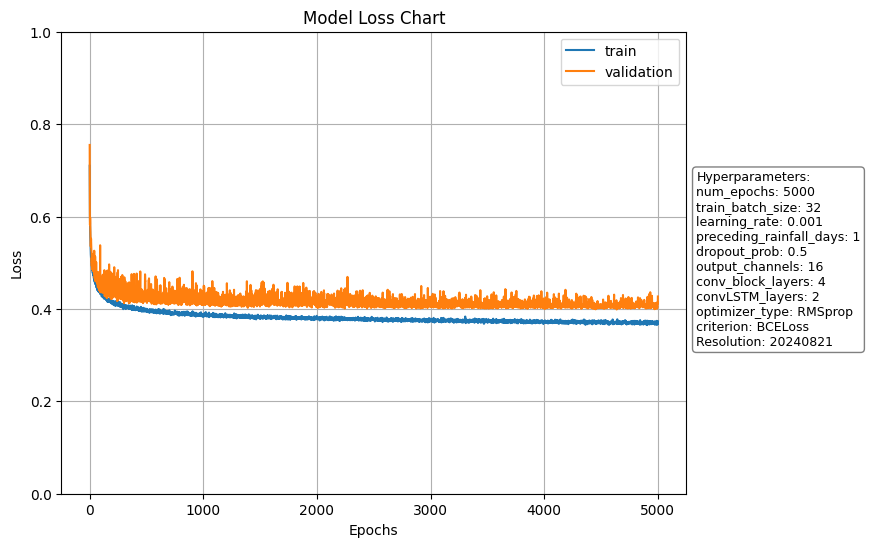 Model Loss Chart
1.0
0.8
0.6
0.4
0.2
0.0
Loss
0
1000
2000
3000
4000
5000
Epochs
train
validation
Hyperparameters:
num_epochs: 5000
train_batch_size: 32
learning_rate: 0.001
preceding_rainfall_days: 1
dropout_prob: 0.5
output_channels: 16
conv_block_layers: 4
convLSTM_layers: 2
optimizer_type: RMSprop
criterion: BCELoss
Resolution: 20240821